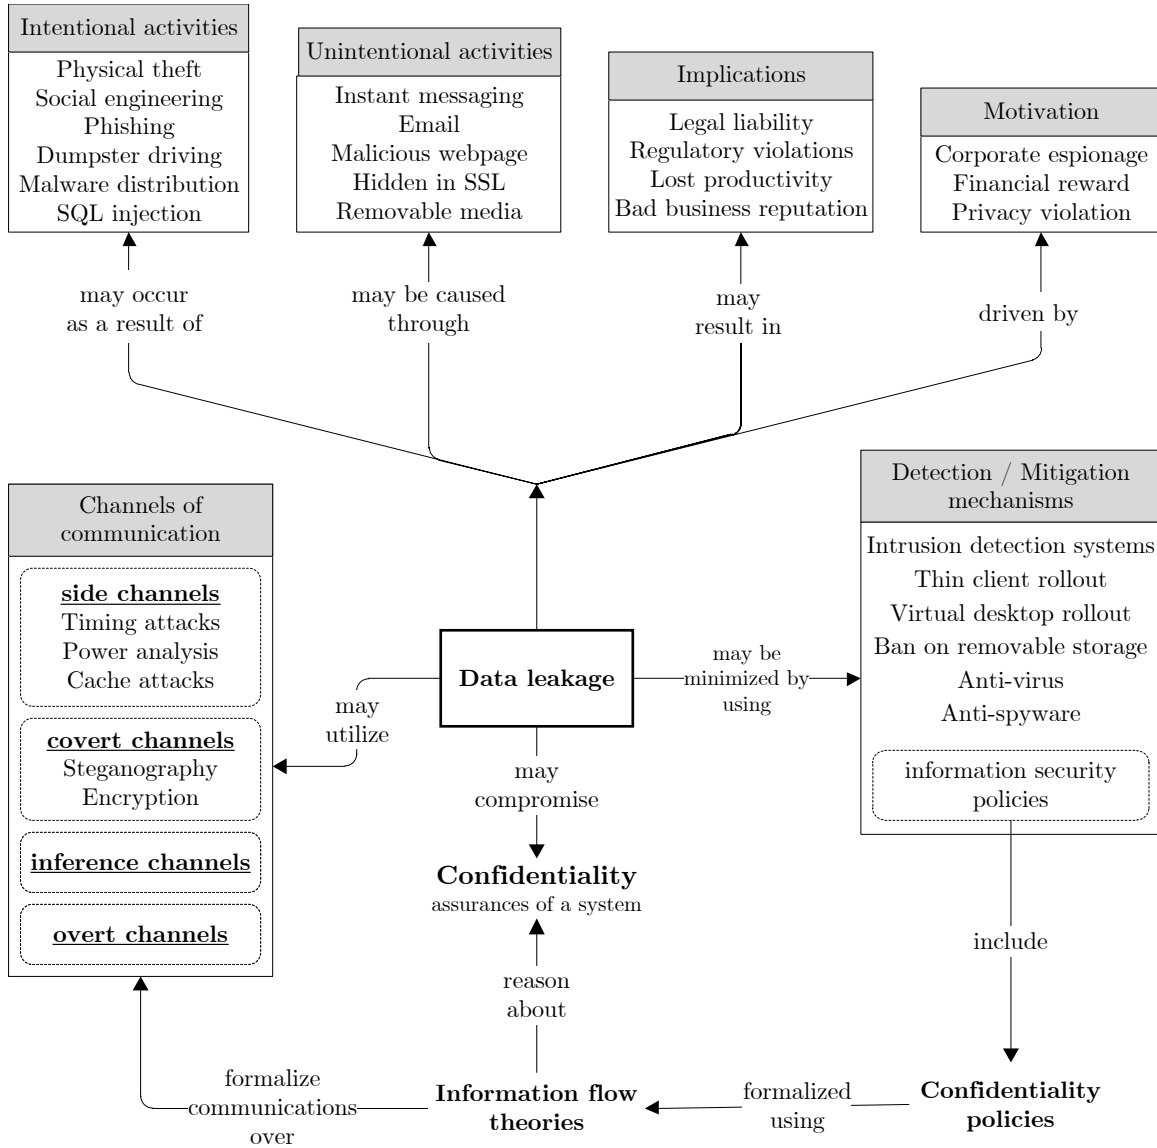 Intentional activities
Physical theft
Social engineering
Phishing
Dumpster driving
Malware distribution
SQL injection
Unintentional activities
Instant messaging
Email
Malicious webpage
Hidden in SSL
Removable media
Implications
Legal liability
Regulatory violations
Lost productivity
Bad business reputation
Motivation
Corporate espionage
Financial reward
Privacy violation
may occur
as a result of
may be caused
through
may
result in
driven by
Channels of
communication
side channels
Timing attacks
Power analysis
Cache attacks
covert channels
Steganography
Encryption
inference channels
overt channels
may
utilize
Data leakage
may be
minimized by
using
Detection / Mitigation
mechanisms
Intrusion detection systems
Thin client rollout
Virtual desktop rollout
Ban on removable storage
Anti-virus
Anti-spyware
information security
policies
may
compromise
Confidentiality
assurances of a system
reason
about
include
formalize
communications
over
Information flow
theories
formalized
using
Confidentiality
policies